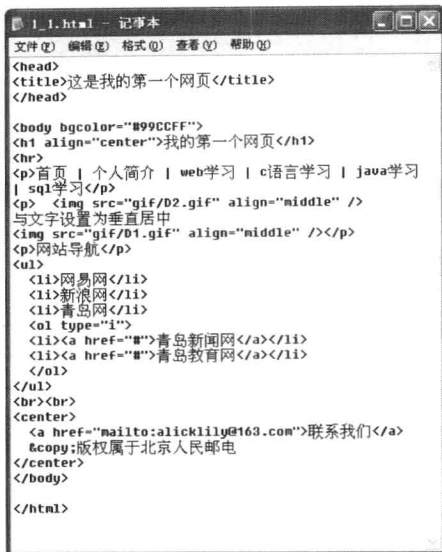 1_1.html - 记事本
文件(F) 编辑(E) 格式(O) 查看(V) 帮助(H)
<head>
<title>这是我的第一个网页</title>
</head>
<body bgcolor="#99CCFF">
<h1 align="center">我的第一个网页</h1>
<hr>
<p>首页 | 个人简介 | web学习 | c语言学习 | java学习
| sql学习</p>
<p> <img src="gif/D2.gif" align="middle" />
与文字设置为垂直居中
<img src="gif/D1.gif" align="middle" /></p>
<p>网站导航</p>
<ul>
<li>网易网</li>
<li>新浪网</li>
<li>青岛网</li>
<ol type="i">
<li><a href="#">青岛新闻网</a></li>
<li><a href="#">青岛教育网</a></li>
</ol>
</ul>
<br><br>
<center>
<a href="mailto:alicklily@163.com">联系我们</a>
&copy;版权属于北京人民邮电
</center>
</body>
</html>